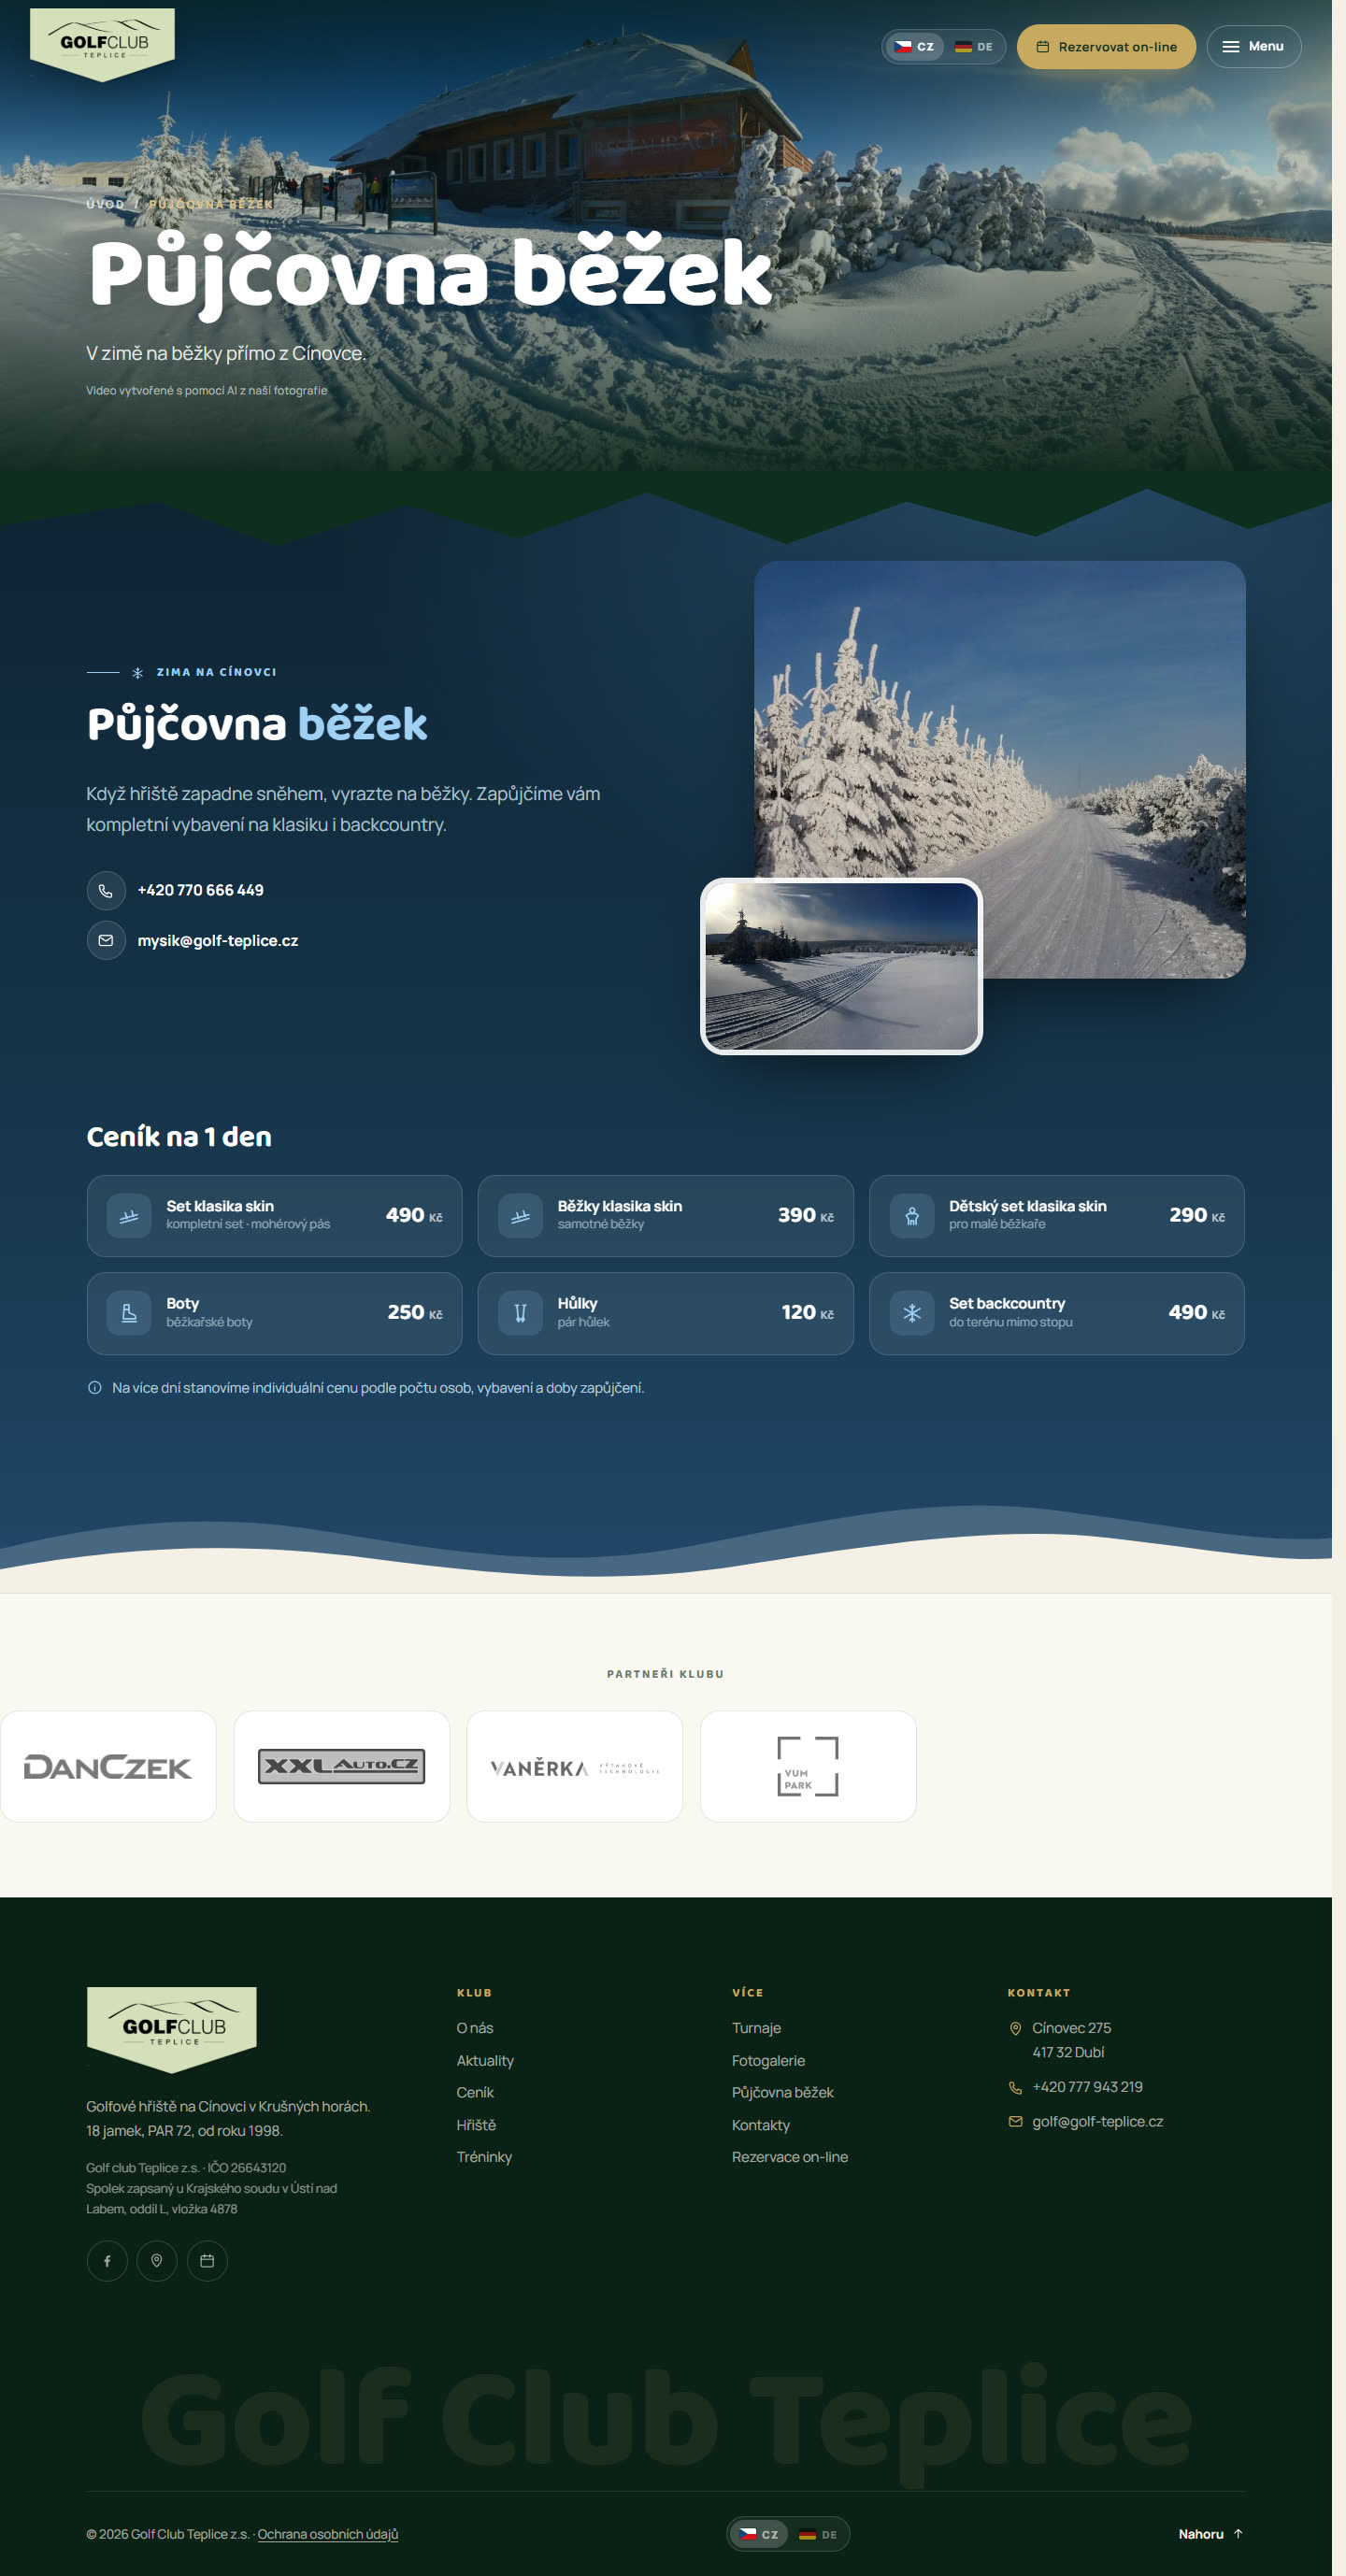 GOLFCLUB
TEPLICE
CZ
DE
Rezervovat on-line
Menu
RESTAURACE
ÚVOD / PŮJČOVNA BĚŽEK
Půjčovna běžek
V zimě na běžky přímo z Cínovce.
Video vytvořené s pomocí AI z naší fotografie
ZIMA NA CÍNOVCI
Půjčovna běžek
Když hřiště zapadne sněhem, vyrazte na běžky. Zapůjčíme vám
kompletní vybavení na klasiku i backcountry.
+420 770 666 449
mysik@golf-teplice.cz
Ceník na 1 den
Set klasika skin
kompletní set · mohérový pás
490 Kč
Běžky klasika skin
samotné běžky
390 Kč
Dětský set klasika skin
pro malé běžkaře
290 Kč
Boty
běžkařské boty
250 Kč
Hůlky
pár hůlek
120 Kč
Set backcountry
do terénu mimo stopu
490 Kč
Na více dní stanovíme individuální cenu podle počtu osob, vybavení a doby zapůjčení.
PARTNEŘI KLUBU
DANCZEK
XXLAUTO.CZ
VANĚRKA
VÝTAHOVÉ
TECHNOLOGIE
VUM
PARK
GOLFCLUB
TEPLICE
Golfové hřiště na Cínovci v Krušných horách.
18 jamek, PAR 72, od roku 1998.
Golf club Teplice z.s. · IČO 26643120
Spolek zapsaný u Krajského soudu v Ústí nad
Labem, oddíl L, vložka 4878
KLUB
O nás
Aktuality
Ceník
Hřiště
Tréninky
VÍCE
Turnaje
Fotogalerie
Půjčovna běžek
Kontakty
Rezervace on-line
KONTAKT
Cínovec 275
417 32 Dubí
+420 777 943 219
golf@golf-teplice.cz
Golf Club Teplice
© 2026 Golf Club Teplice z.s. · Ochrana osobních údajů
CZ
DE
Nahoru